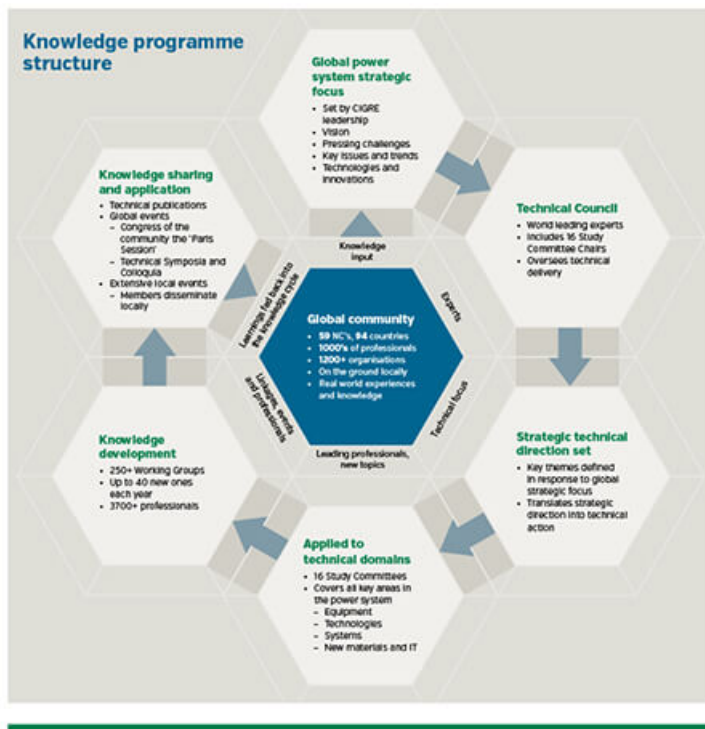 Knowledge programme
structure
Global power
system strategic
focus
• Set by CIGRE
leadership
• Vision
• Pressing challenges
• Key issues and trends
• Technologies and
innovations
Technical Council
• World leading experts
• Includes 16 Study
Committee Chairs
• Oversees technical
delivery
Strategic technical
direction set
• Key themes defined
in response to global
strategic focus
• Translates strategic
direction into technical
action
Applied to
technical domains
• 16 Study Committees
• Covers all key areas in
the power system
– Equipment
– Technologies
– Systems
– New materials and IT
Knowledge
development
• 250+ Working Groups
• Up to 40 new ones
each year
• 3700+ professionals
Knowledge sharing
and application
• Technical publications
• Global events
– Congress of the
community the 'Paris
Session'
– Technical Symposia and
Colloquia
• Extensive local events
– Members disseminate
locally
Global community
• 59 NC's, 94 countries
• 1000's of professionals
• 1200+ organisations
• On the ground locally
• Real world experiences
and knowledge
Knowledge
input
Experts
Technical focus
Leading professionals,
new topics
Linkages, events
and professionals
Learnings fed back into
the knowledge cycle